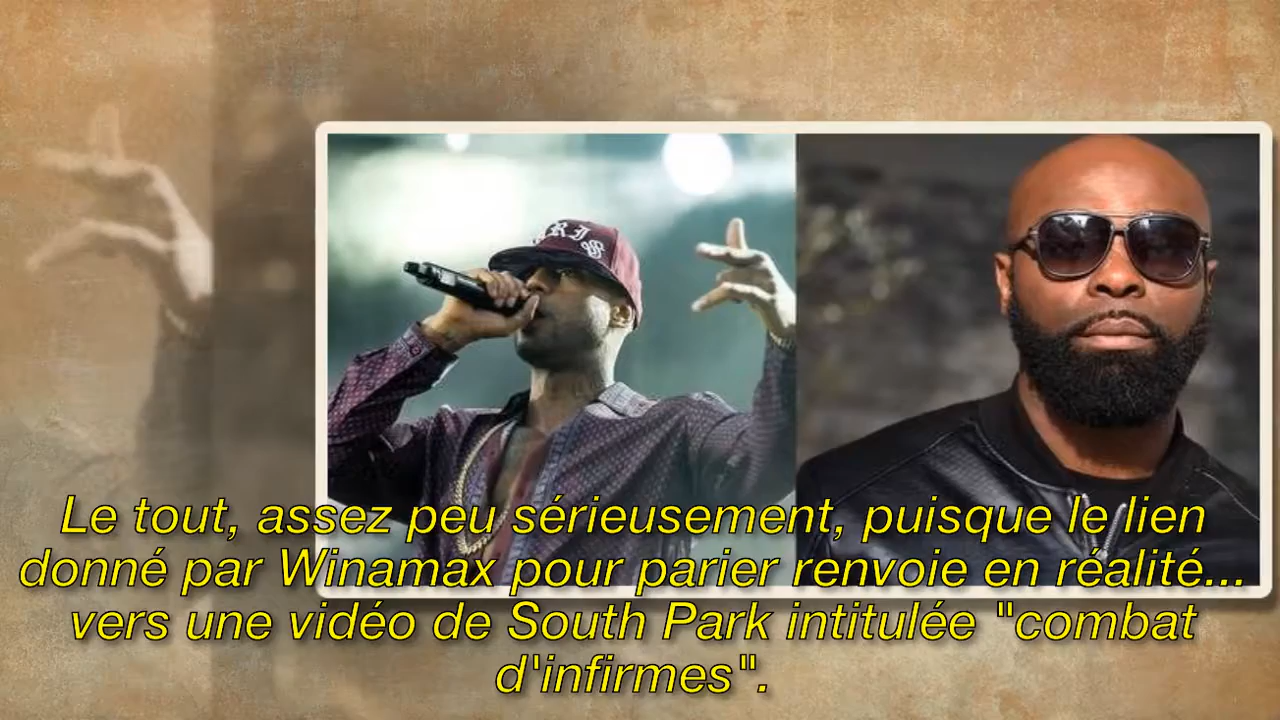 Le tout, assez peu sérieusement, puisque le lien
donné par Winamax pour parier renvoie en réalité...
vers une vidéo de South Park intitulée "combat
d'infirmes".